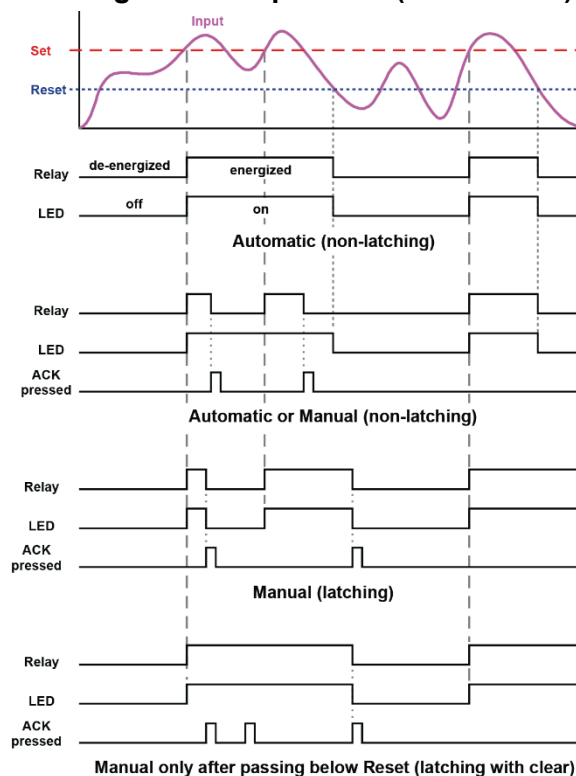 Input
Set
Reset
de-energized
energized
Relay
off
on
LED
Automatic (non-latching)
Relay
LED
ACK
pressed
Automatic or Manual (non-latching)
Relay
LED
ACK
pressed
Manual (latching)
Relay
LED
ACK
pressed
Manual only after passing below Reset (latching with clear)